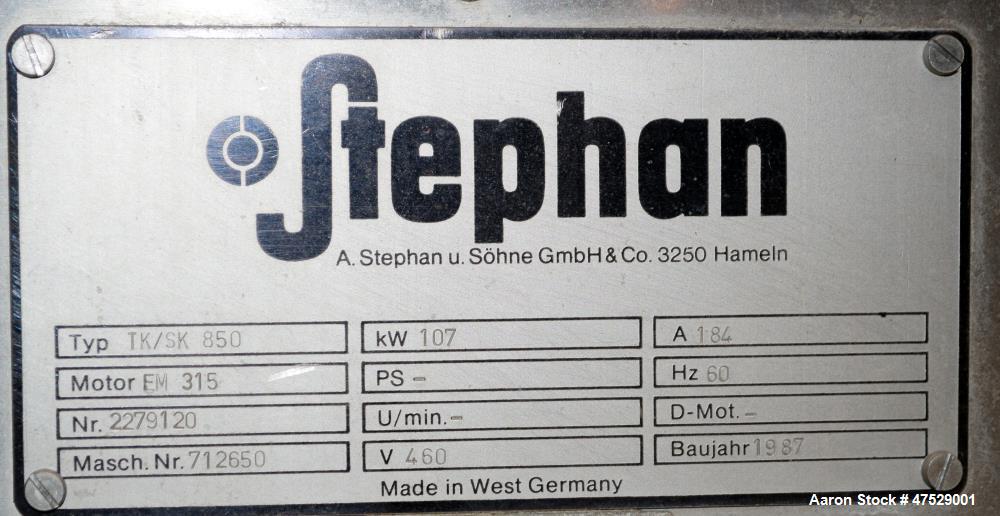 Stephan
A. Stephan u. Söhne GmbH & Co. 3250 Hameln
Typ TK/SK 850
kW 107
A 184
Motor EM 315
PS -
Hz 60
Nr. 2279120
U/min. -
D-Mot. -
Masch. Nr. 712650
V 460
Baujahr 1987
Made in West Germany
Aaron Stock # 47529001